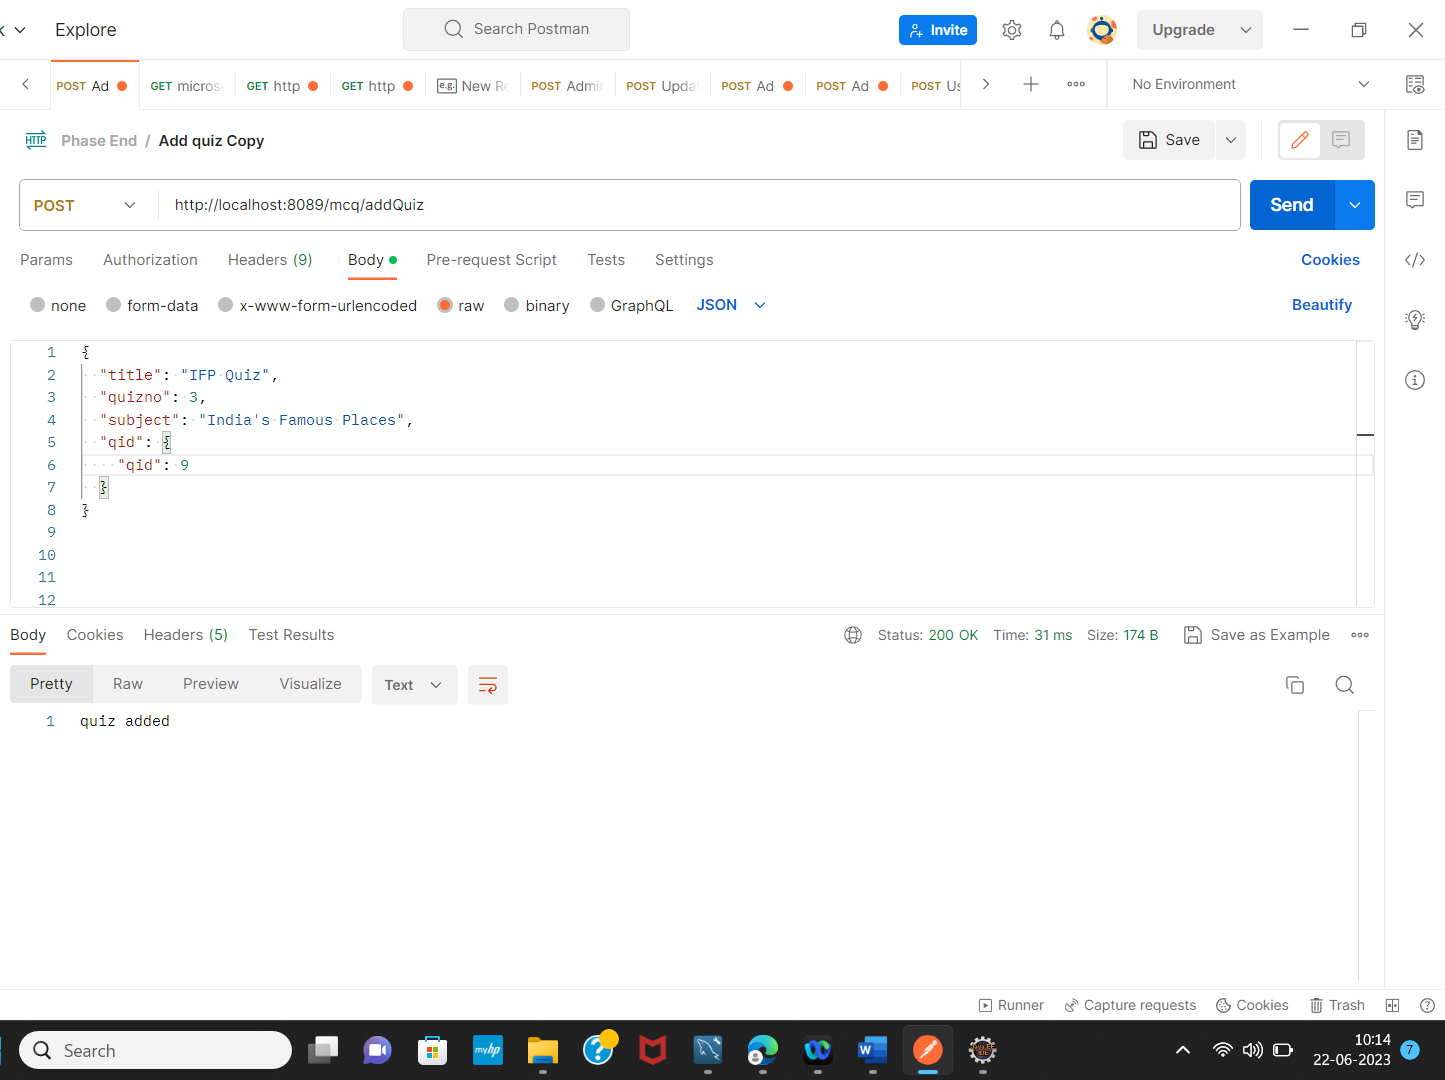 Explore
Search Postman
Invite
Upgrade
POST Ad
GET micros
GET http
GET http
e.g. New Re
POST Admi
POST Upda
POST Ad
POST Ad
POST Us
No Environment
HTTP Phase End / Add quiz Copy
Save
POST http://localhost:8089/mcq/addQuiz
Send
Params Authorization Headers (9) Body Pre-request Script Tests Settings Cookies
none form-data x-www-form-urlencoded raw binary GraphQL JSON Beautify
1 {
2 "title": "IFP Quiz",
3 "quizno": 3,
4 "subject": "India's Famous Places",
5 "qid": {
6 "qid": 9
7 }
8 }
9
10
11
12
Body Cookies Headers (5) Test Results Status: 200 OK Time: 31 ms Size: 174 B Save as Example
Pretty Raw Preview Visualize Text
1 quiz added
Runner Capture requests Cookies Trash
Search
myhp
W
10:14
22-06-2023
7